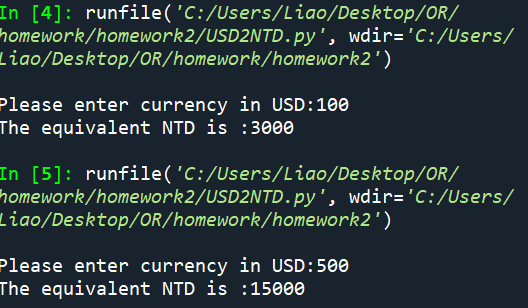 In [4]: runfile('C:/Users/Liao/Desktop/OR/
homework/homework2/USD2NTD.py', wdir='C:/Users/
Liao/Desktop/OR/homework/homework2')
Please enter currency in USD:100
The equivalent NTD is :3000
In [5]: runfile('C:/Users/Liao/Desktop/OR/
homework/homework2/USD2NTD.py', wdir='C:/Users/
Liao/Desktop/OR/homework/homework2')
Please enter currency in USD:500
The equivalent NTD is :15000